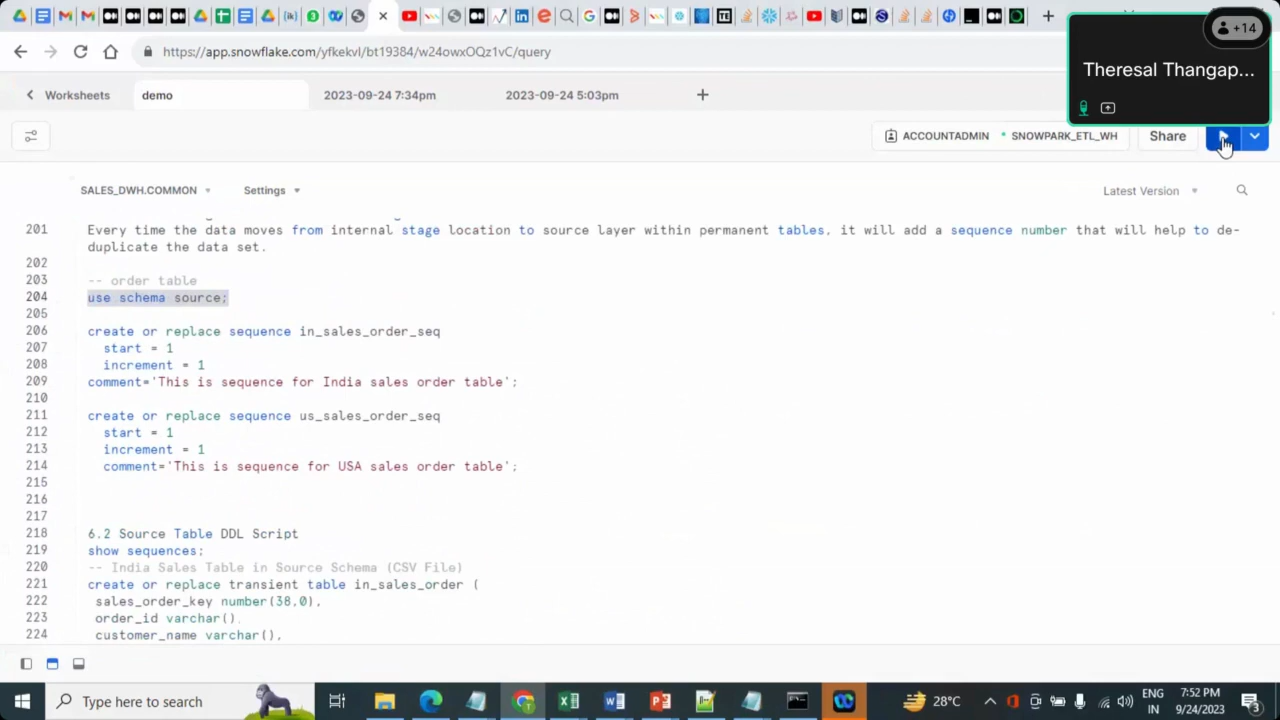 +14
https://app.snowflake.com/yfkekvl/bt19384/w24owxOQz1vC/query
Theresal Thangap...
Worksheets
demo
2023-09-24 7:34pm
2023-09-24 5:03pm
ACCOUNTADMIN
SNOWPARK_ETL_WH
Share
SALES_DWH.COMMON
Settings
Latest Version
201 Every time the data moves from internal stage location to source layer within permanent tables, it will add a sequence number that will help to de-
duplicate the data set.
202
203 -- order table
204 use schema source;
205
206 create or replace sequence in_sales_order_seq
207 start = 1
208 increment = 1
209 comment='This is sequence for India sales order table';
210
211 create or replace sequence us_sales_order_seq
212 start = 1
213 increment = 1
214 comment='This is sequence for USA sales order table';
215
216
217
218 6.2 Source Table DDL Script
219 show sequences;
220 -- India Sales Table in Source Schema (CSV File)
221 create or replace transient table in_sales_order (
222 sales_order_key number(38,0),
223 order_id varchar(),
224 customer_name varchar(),
Type here to search
28°C
ENG
IN
7:52 PM
9/24/2023
3